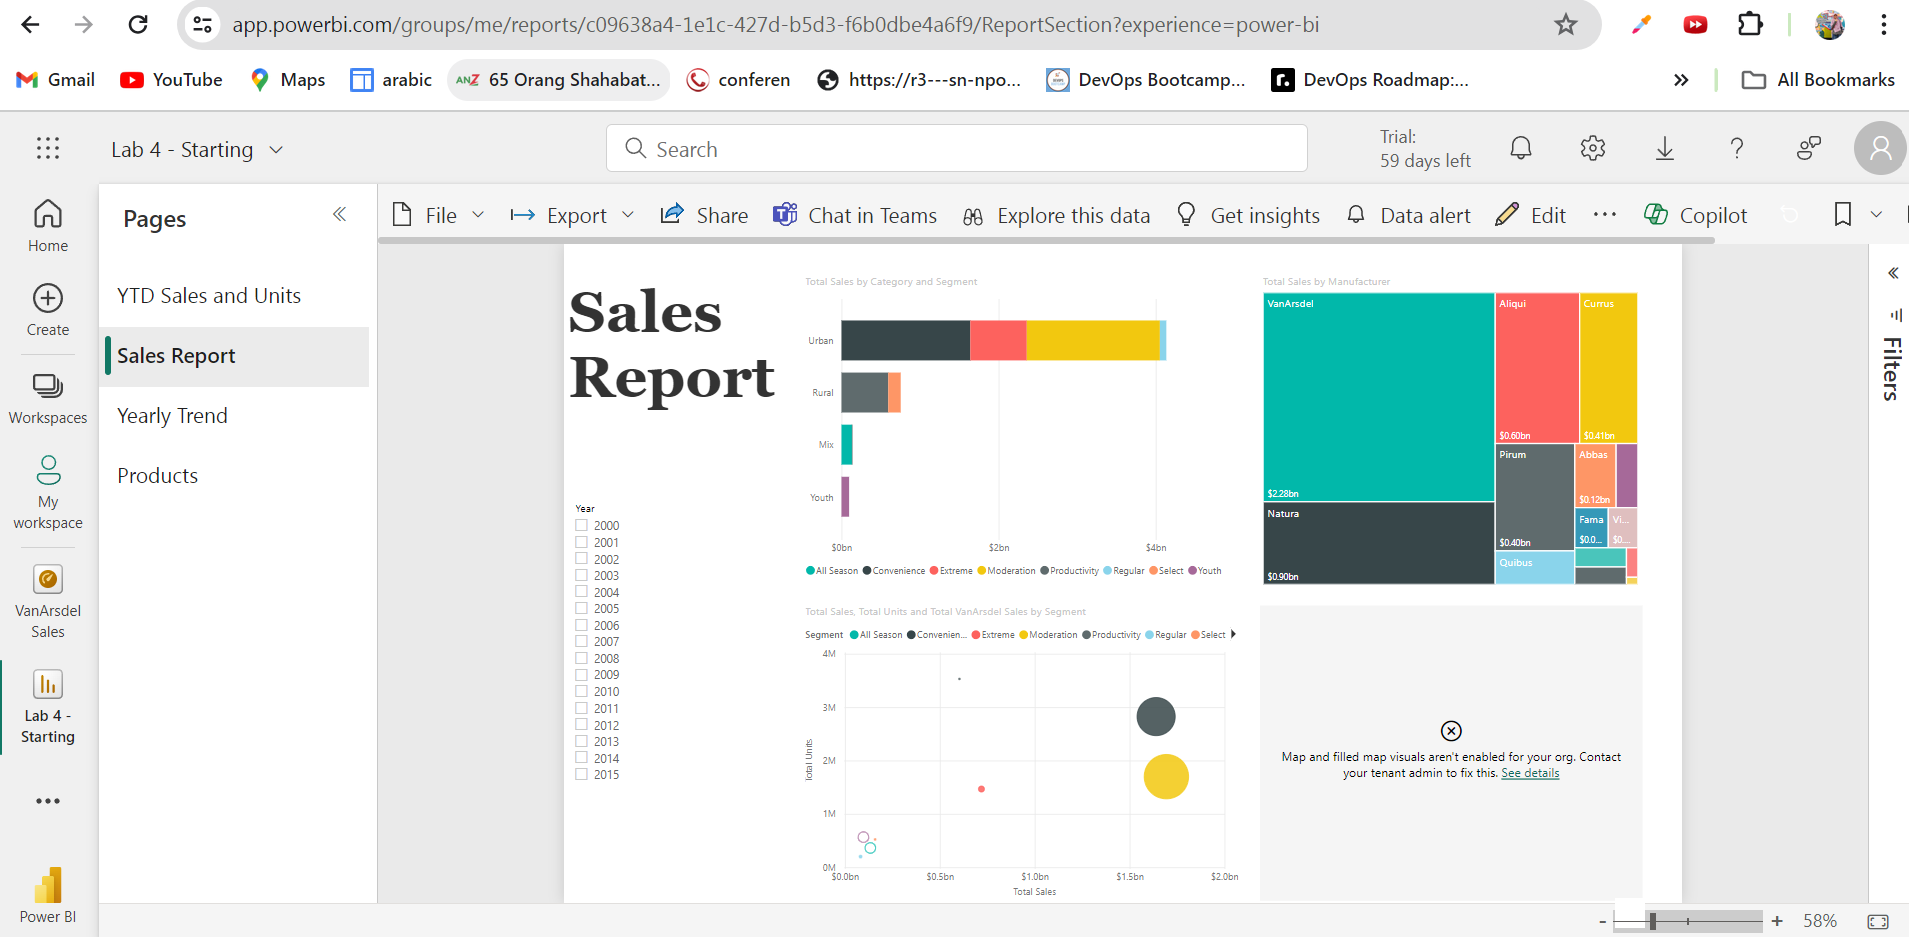 app.powerbi.com/groups/me/reports/c09638a4-1e1c-427d-b5d3-f6b0dbe4a6f9/ReportSection?experience=power-bi
Gmail YouTube Maps arabic ANZ 65 Orang Shahabat... conferen https://r3---sn-npo... DevOps Bootcamp... DevOps Roadmap:... » All Bookmarks
Lab 4 - Starting
Search
Trial:
59 days left
Home
Create
Workspaces
My
workspace
VanArsdel
Sales
Lab 4 -
Starting
Power BI
Pages
YTD Sales and Units
Sales Report
Yearly Trend
Products
File Export Share Chat in Teams Explore this data Get insights Data alert Edit Copilot
Sales
Report
Year
2000
2001
2002
2003
2004
2005
2006
2007
2008
2009
2010
2011
2012
2013
2014
2015
Total Sales by Category and Segment
Urban
Rural
Mix
Youth
$0bn $2bn $4bn
All Season Convenience Extreme Moderation Productivity Regular Select Youth
Total Sales by Manufacturer
VanArsdel
$2.28bn
Natura
$0.90bn
Aliqui
$0.60bn
Currus
$0.41bn
Pirum
$0.40bn
Quibus
Abbas
$0.12bn
Fama
$0.0...
Vi...
$0...
Total Sales, Total Units and Total VanArsdel Sales by Segment
Segment All Season Convenien... Extreme Moderation Productivity Regular Select
4M
3M
2M
1M
0M
Total Units
$0.0bn $0.5bn $1.0bn $1.5bn $2.0bn
Total Sales
Map and filled map visuals aren't enabled for your org. Contact
your tenant admin to fix this. See details
Filters
- + 58%